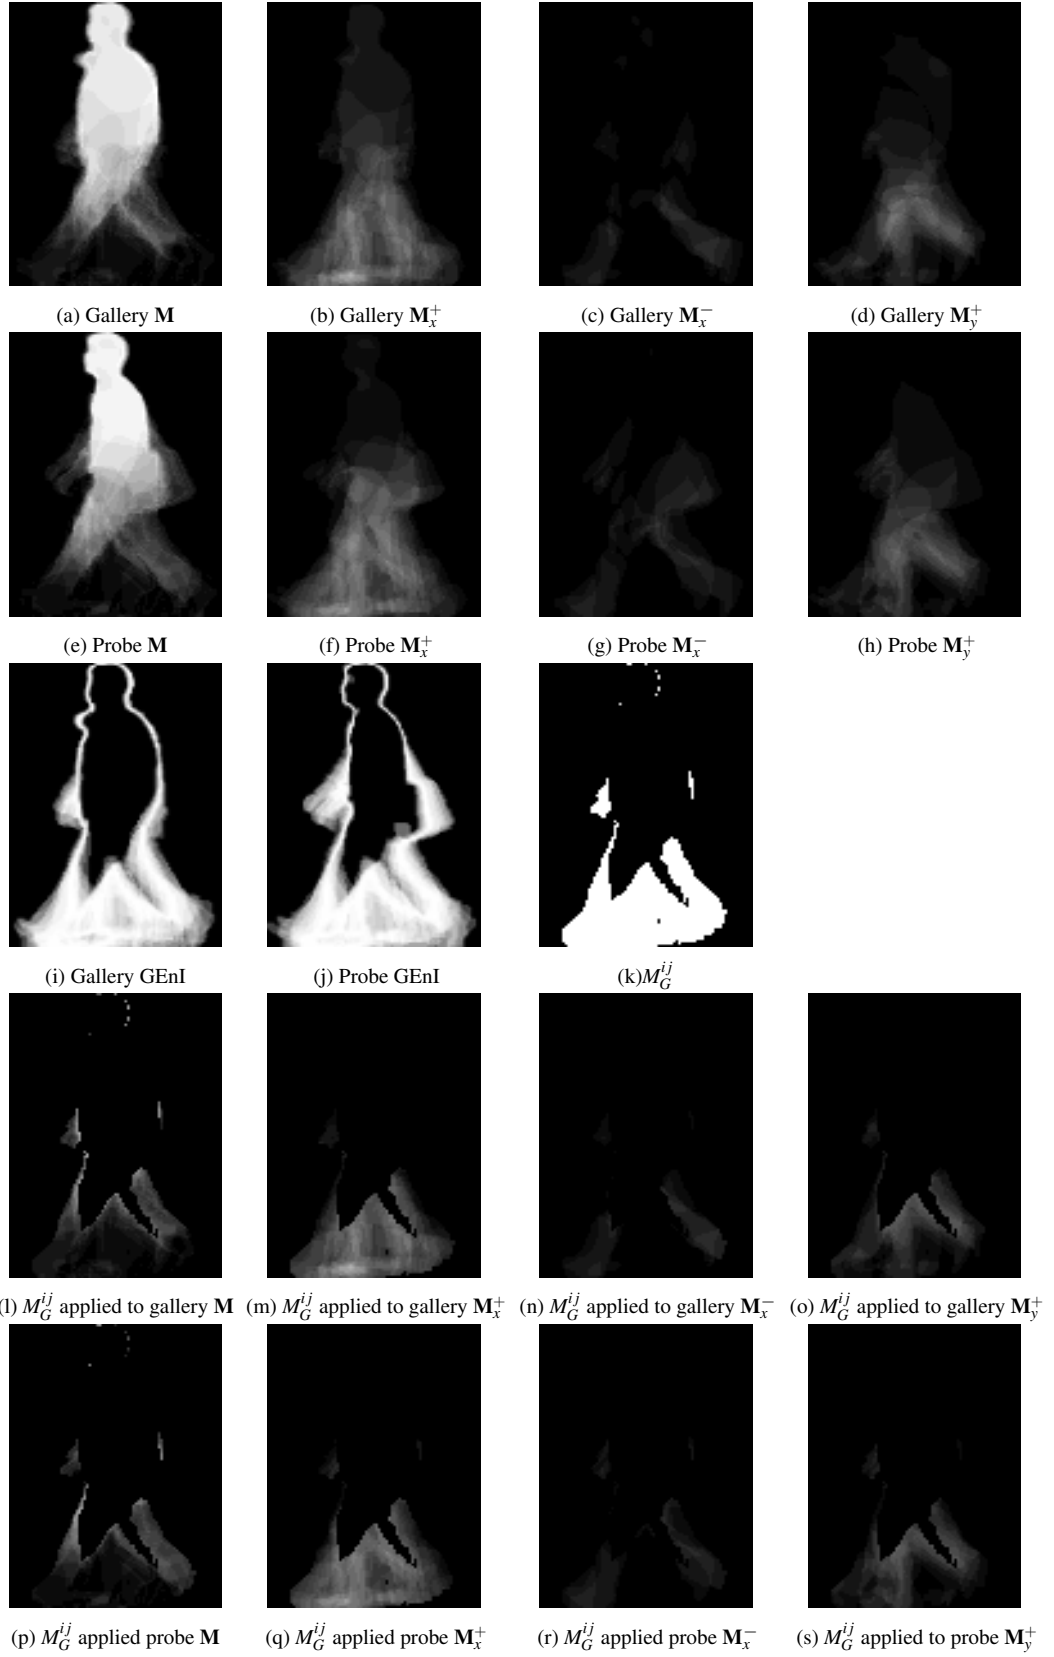 (a) Gallery M (b) Gallery M_x^+ (c) Gallery M_x^- (d) Gallery M_y^+
(e) Probe M (f) Probe M_x^+ (g) Probe M_x^- (h) Probe M_y^+
(i) Gallery GEnI (j) Probe GEnI (k)M_G^{ij}
(l) M_G^{ij} applied to gallery M (m) M_G^{ij} applied to gallery M_x^+ (n) M_G^{ij} applied to gallery M_x^- (o) M_G^{ij} applied to gallery M_y^+
(p) M_G^{ij} applied probe M (q) M_G^{ij} applied probe M_x^+ (r) M_G^{ij} applied probe M_x^- (s) M_G^{ij} applied to probe M_y^+